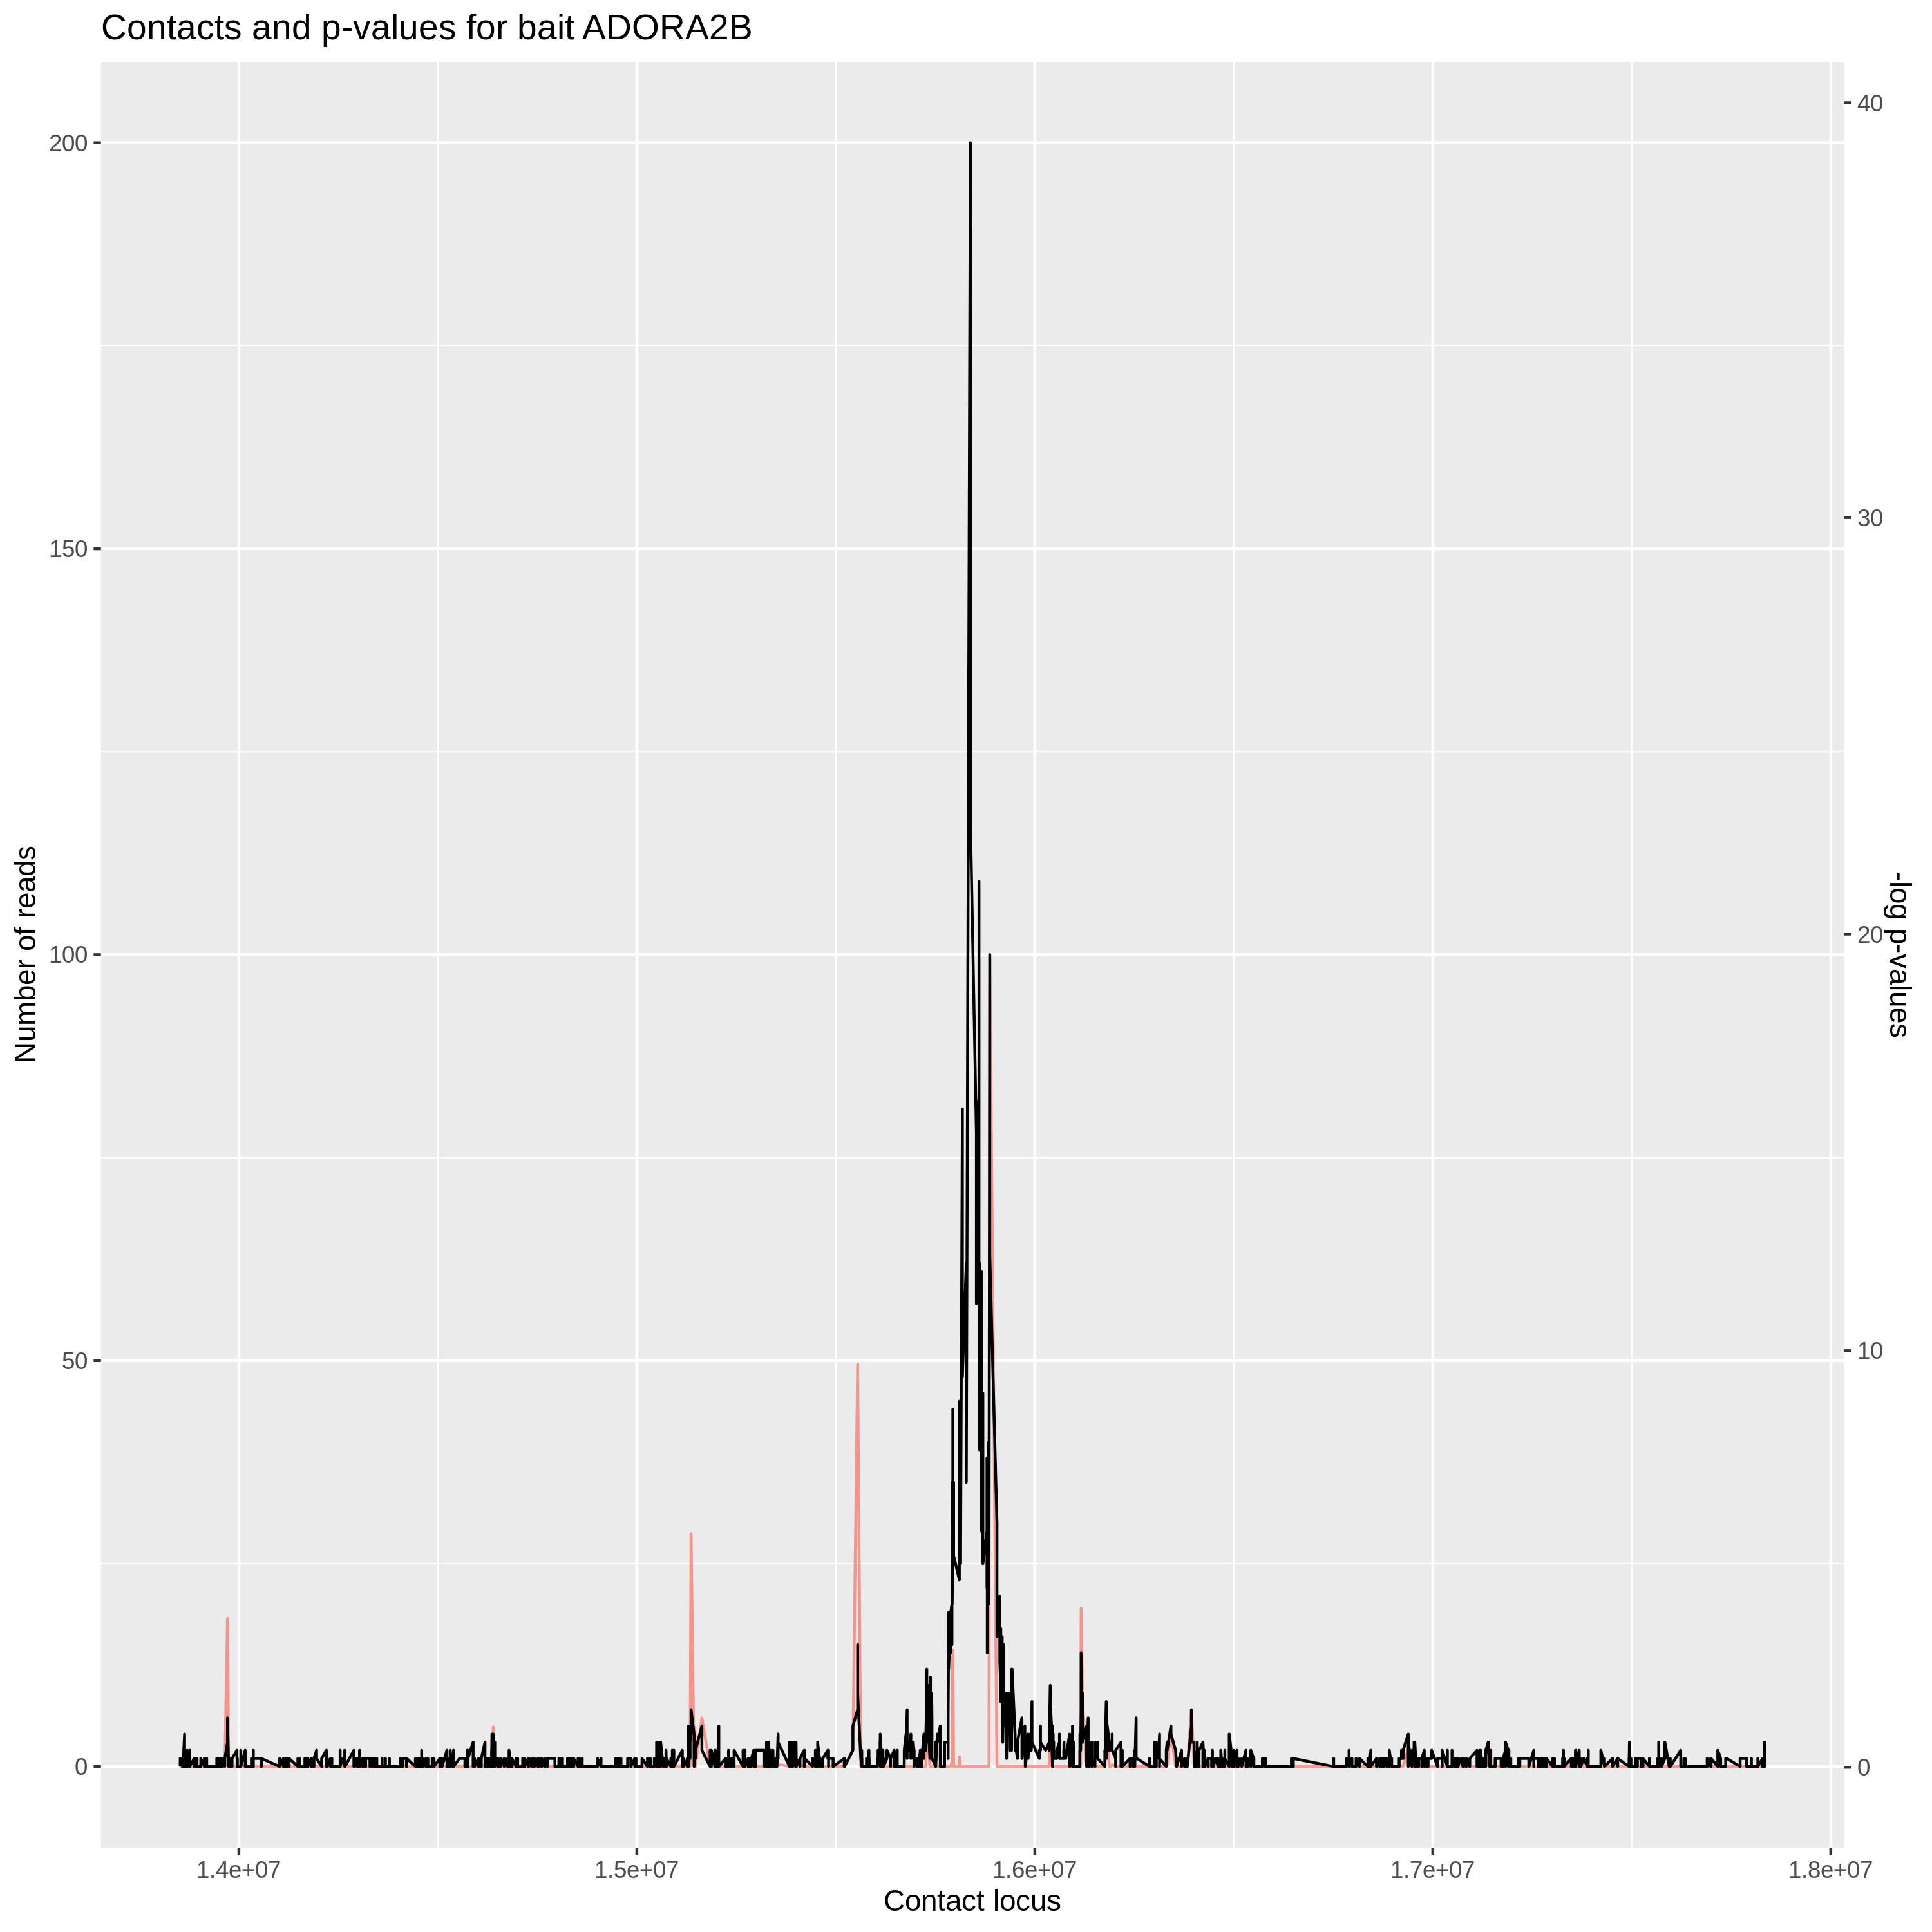 Contacts and p-values for bait ADORA2B
200
150
100
50
0
Number of reads
40
30
20
10
0
-log p-values
1.4e+07
1.5e+07
1.6e+07
1.7e+07
1.8e+07
Contact locus